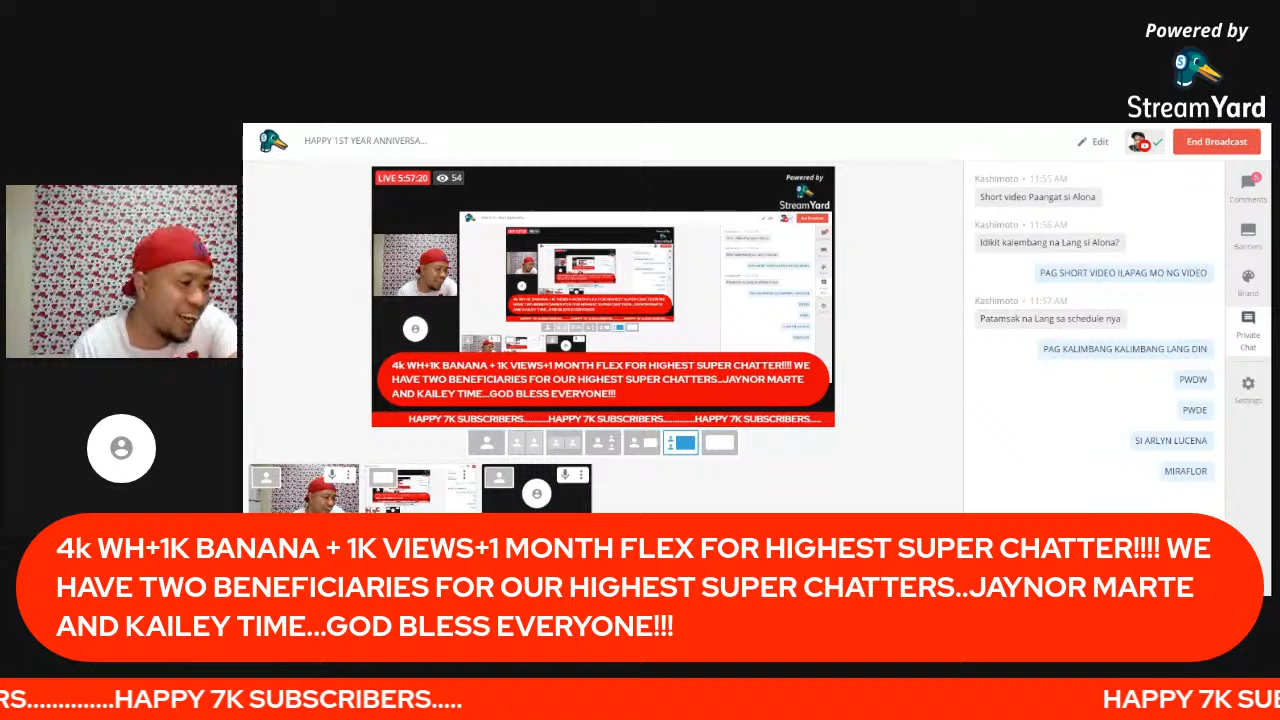 Powered by
StreamYard
HAPPY 1ST YEAR ANNIVERSA...
Edit
End Broadcast
LIVE 5:57:20
54
Powered by
StreamYard
4k WH+1K BANANA + 1K VIEWS+1 MONTH FLEX FOR HIGHEST SUPER CHATTER!!!! WE
HAVE TWO BENEFICIARIES FOR OUR HIGHEST SUPER CHATTERS..JAYNOR MARTE
AND KAILEY TIME...GOD BLESS EVERYONE!!!
HAPPY 7K SUBSCRIBERS.............HAPPY 7K SUBSCRIBERS.............HAPPY 7K SUBSCRIBERS.....
Kashimoto • 11:55 AM
Short video Paangat si Alona
Kashimoto • 11:56 AM
Idikit kalembang na Lang si Alona?
PAG SHORT VIDEO ILAPAG MO NG VIDEO
Kashimoto • 11:57 AM
Patamsak na Lang sa schedule nya
PAG KALIMBANG KALIMBANG LANG DIN
PWDW
PWDE
SI ARLYN LUCENA
MIRAFLOR
5
Comments
Banners
Brand
Private
Chat
Settings
4k WH+1K BANANA + 1K VIEWS+1 MONTH FLEX FOR HIGHEST SUPER CHATTER!!!! WE
HAVE TWO BENEFICIARIES FOR OUR HIGHEST SUPER CHATTERS..JAYNOR MARTE
AND KAILEY TIME...GOD BLESS EVERYONE!!!
RS.............HAPPY 7K SUBSCRIBERS.....
HAPPY 7K SUB